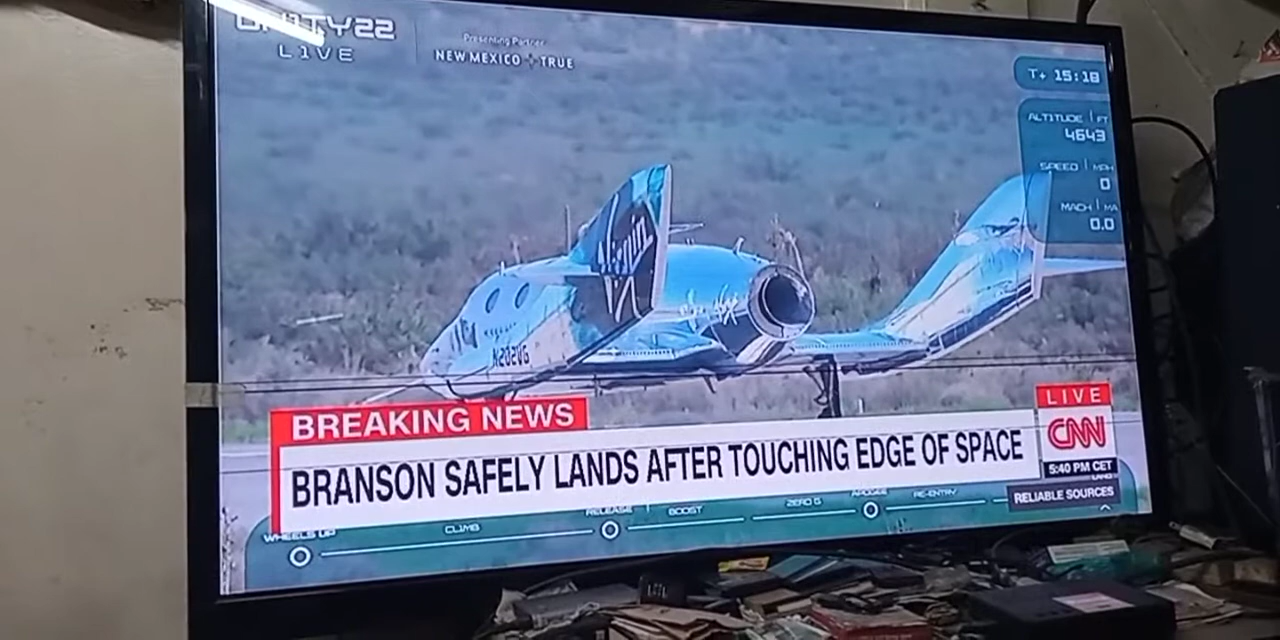 UNITY22
LIVE
Presenting Partner
NEW MEXICO TRUE
T+ 15:18
ALTITUDE | FT
4643
SPEED | MPH
0
MACH | MA
0.0
Virgin
N202VG
BREAKING NEWS
BRANSON SAFELY LANDS AFTER TOUCHING EDGE OF SPACE
LIVE
CNN
5:40 PM CET
RELIABLE SOURCES
WHEELS UP
CLIMB
RELEASE
BOOST
ZERO G
APOGEE
RE-ENTRY
LAND